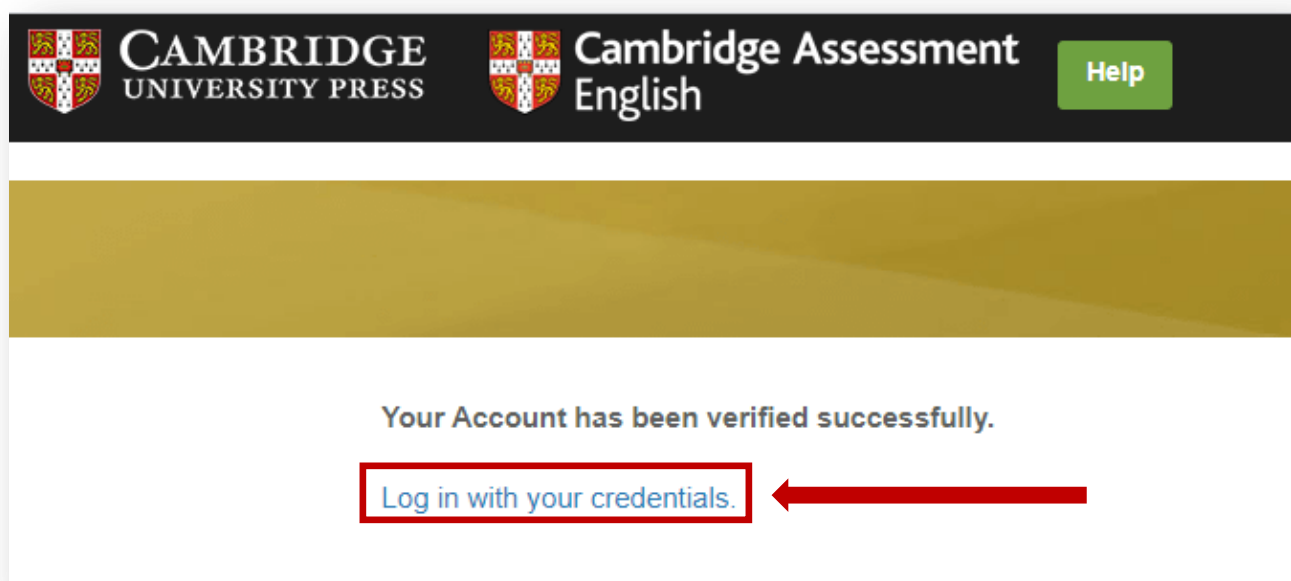 CAMBRIDGE
UNIVERSITY PRESS
Cambridge Assessment
English
Help
Your Account has been verified successfully.
Log in with your credentials.